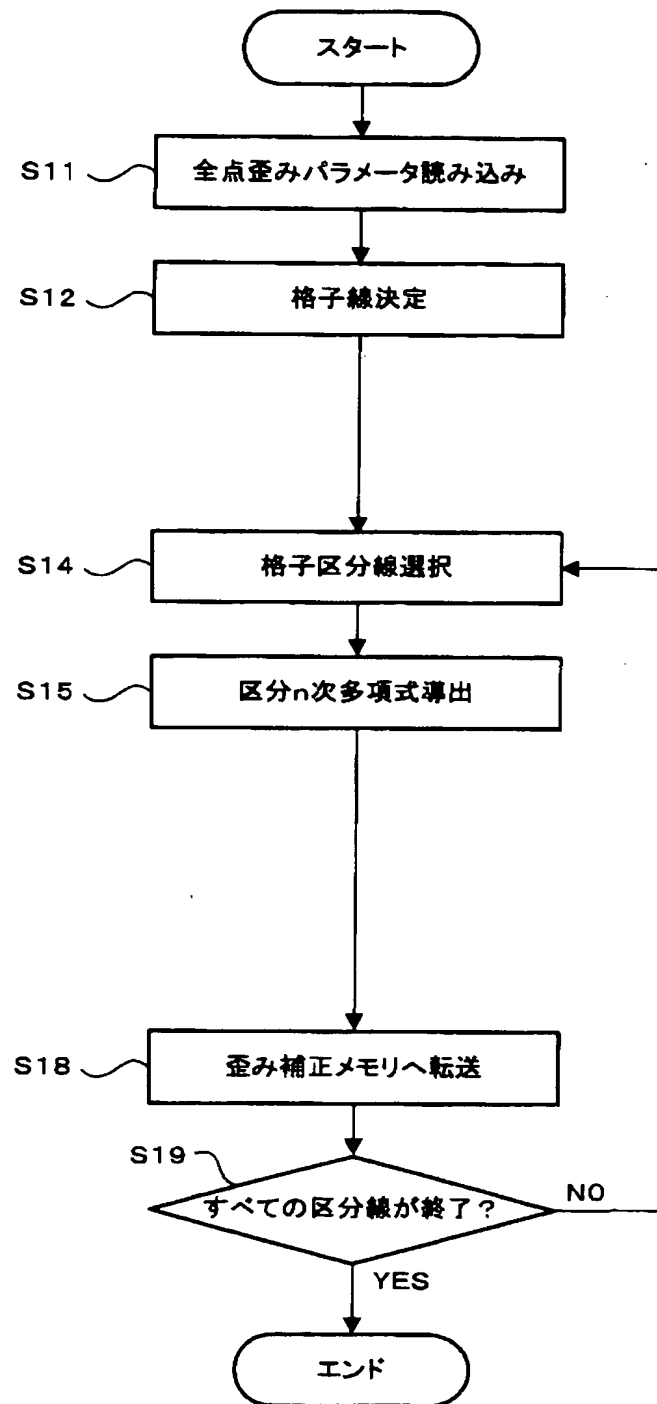 スタート
S11 全点歪みパラメータ読み込み
S12 格子線決定
S14 格子区分線選択
S15 区分n次多項式導出
S18 歪み補正メモリへ転送
S19
すべての区分線が終了?
NO
YES
エンド